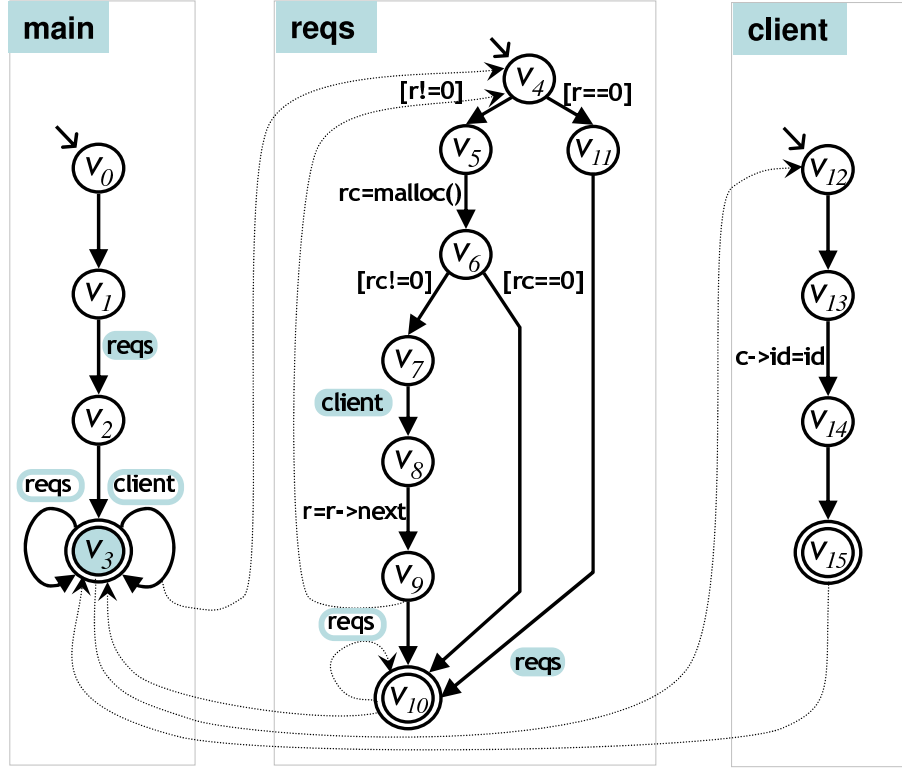 main
v0
v1
reqs
v2
reqs
client
v3
reqs
v4
[r!=0]
[r==0]
v5
v11
rc=malloc()
v6
[rc!=0]
[rc==0]
v7
client
v8
r=r->next
v9
reqs
reqs
v10
client
v12
v13
c->id=id
v14
v15